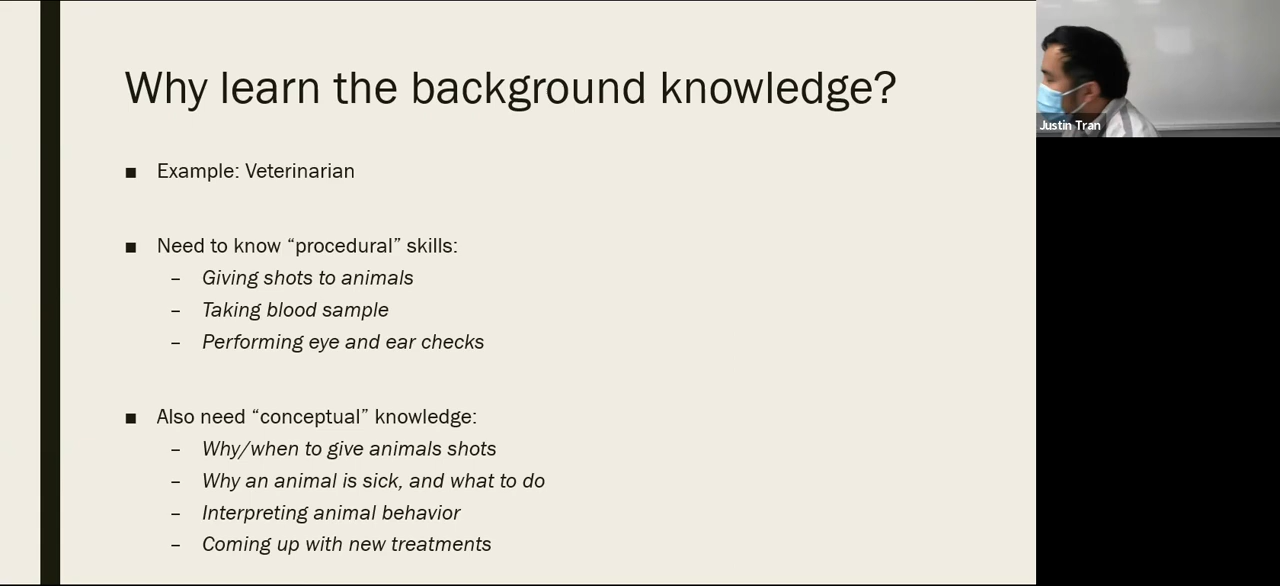 Why learn the background knowledge?
■ Example: Veterinarian
■ Need to know “procedural” skills:
– Giving shots to animals
– Taking blood sample
– Performing eye and ear checks
■ Also need “conceptual” knowledge:
– Why/when to give animals shots
– Why an animal is sick, and what to do
– Interpreting animal behavior
– Coming up with new treatments
Justin Tran